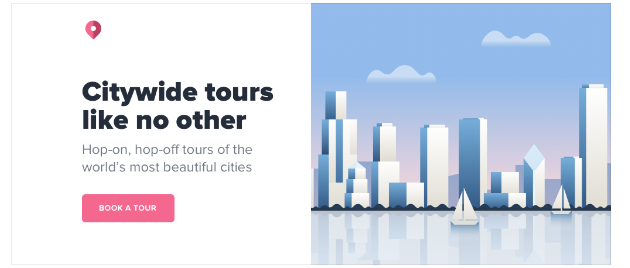 Citywide tours
like no other
Hop-on, hop-off tours of the
world's most beautiful cities
BOOK A TOUR